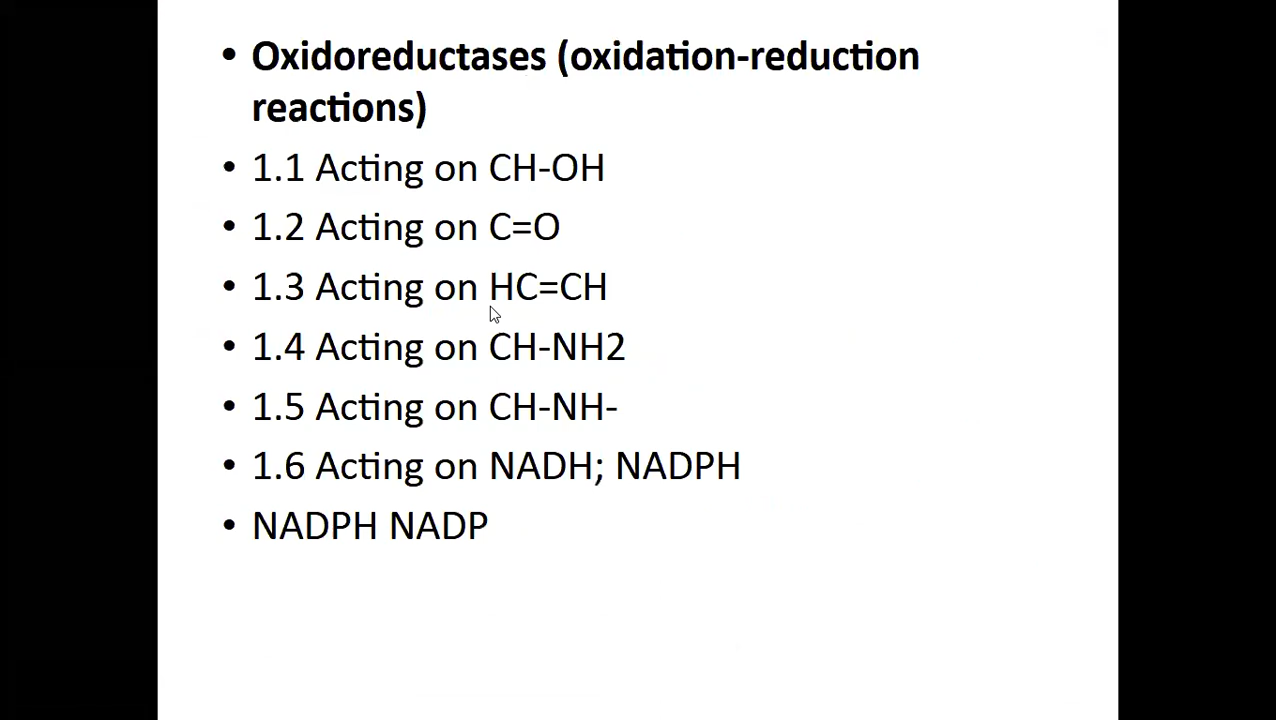 • Oxidoreductases (oxidation-reduction
reactions)
• 1.1 Acting on CH-OH
• 1.2 Acting on C=O
• 1.3 Acting on HC=CH
• 1.4 Acting on CH-NH2
• 1.5 Acting on CH-NH-
• 1.6 Acting on NADH; NADPH
• NADPH NADP